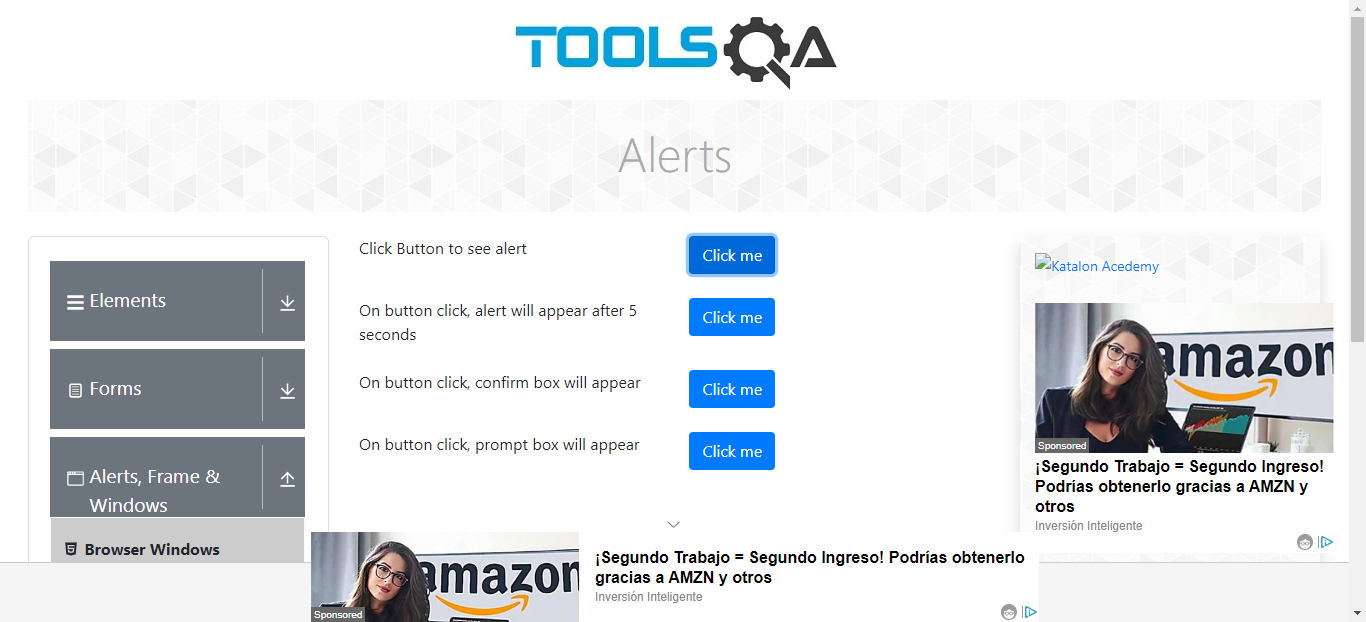 TOOLSQA
Alerts
Elements
Forms
Alerts, Frame &
Windows
Browser Windows
Click Button to see alert
Click me
On button click, alert will appear after 5
seconds
Click me
On button click, confirm box will appear
Click me
On button click, prompt box will appear
Click me
Katalon Acedemy
amazon
Sponsored
¡Segundo Trabajo = Segundo Ingreso!
Podrías obtenerlo gracias a AMZN y
otros
Inversión Inteligente
amazon
Sponsored
¡Segundo Trabajo = Segundo Ingreso! Podrías obtenerlo
gracias a AMZN y otros
Inversión Inteligente